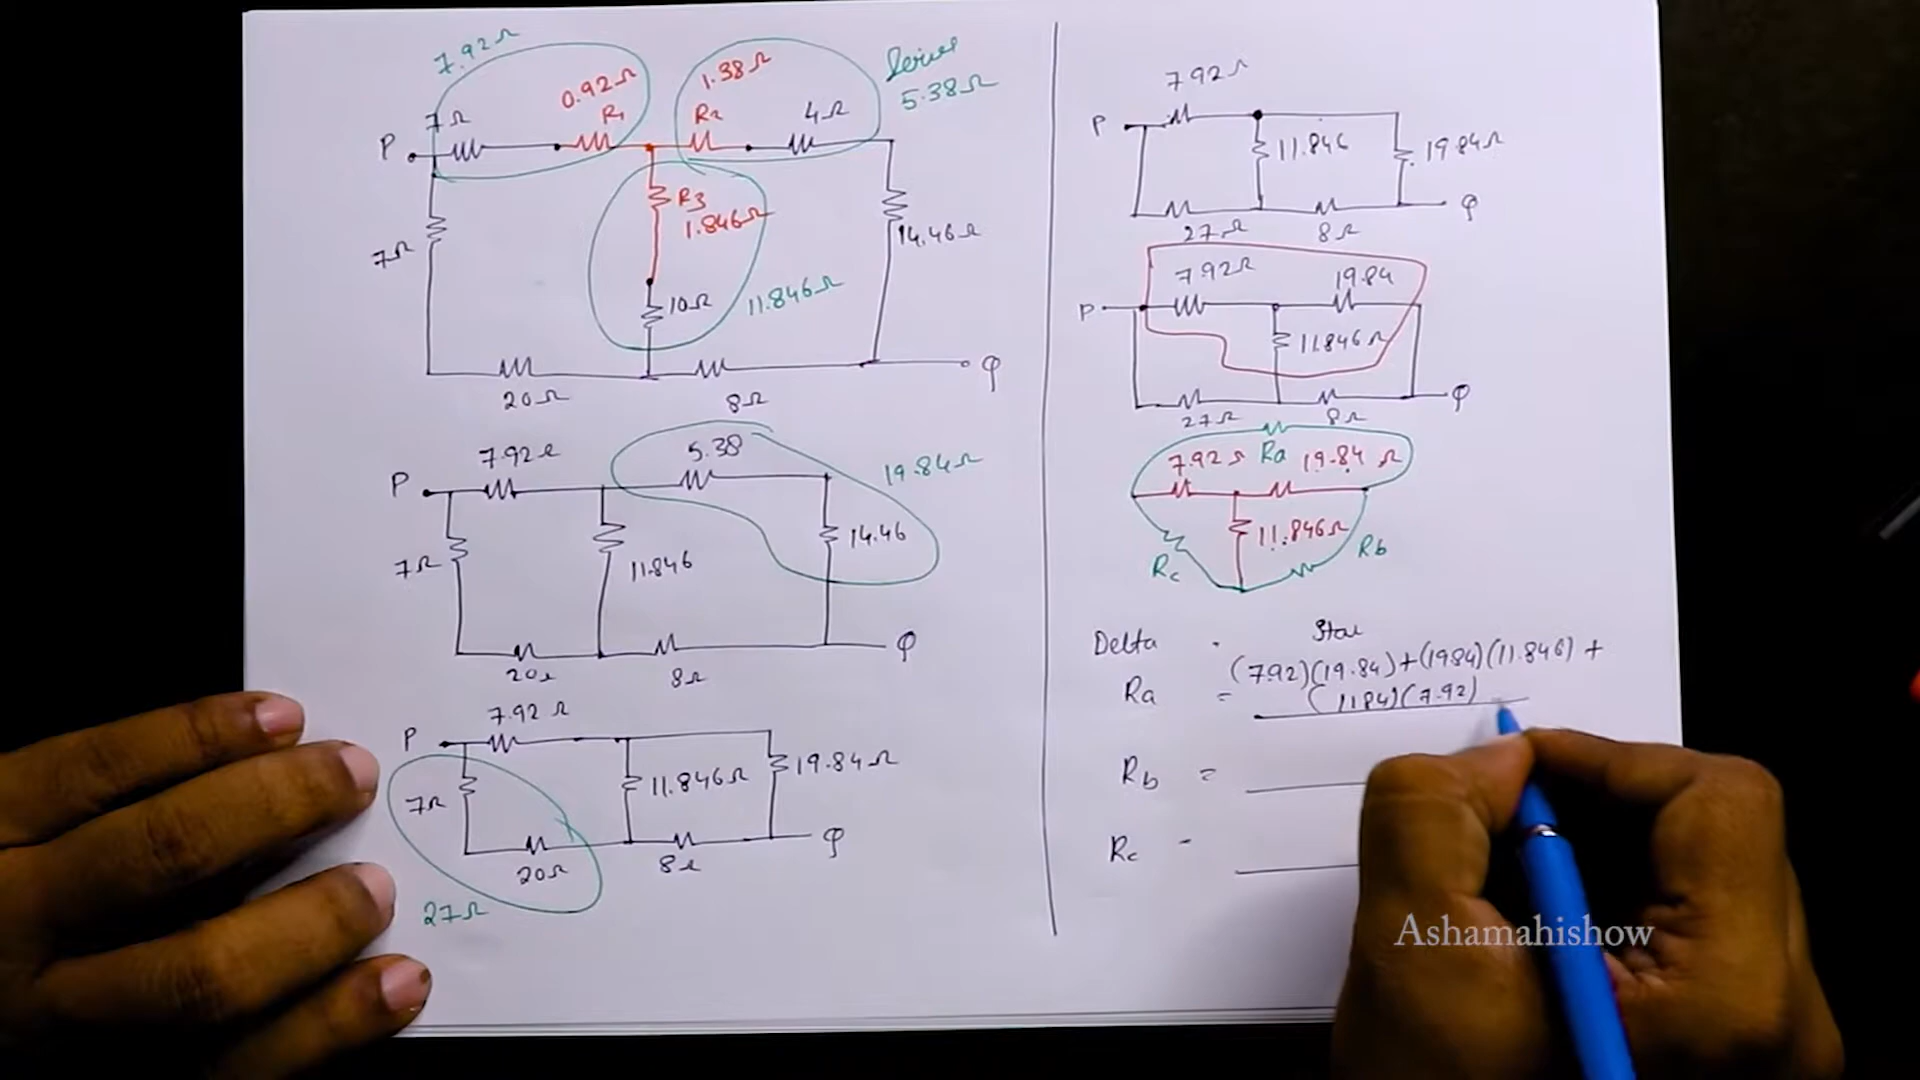 7.92Ω
7Ω
0.92Ω
R1
1.38Ω
R2
4Ω
Series
5.38Ω
P
R3
1.846Ω
7Ω
14.46Ω
10Ω
11.846Ω
20Ω
8Ω
Q
7.92Ω
5.38
19.84Ω
P
7Ω
11.846
14.46
20Ω
8Ω
Q
7.92Ω
P
7Ω
11.846Ω
19.84Ω
20Ω
8Ω
Q
27Ω
7.92Ω
P
11.846
19.84Ω
27Ω
8Ω
Q
7.92Ω
19.84
P
11.846Ω
27Ω
8Ω
Q
7.92Ω Ra 19.84Ω
11.846Ω
Rc
Rb
Delta Star
Ra = (7.92)(19.84)+(1984)(11.846)+
(1184)(7.92)
Rb =
Rc -
Ashamahishow